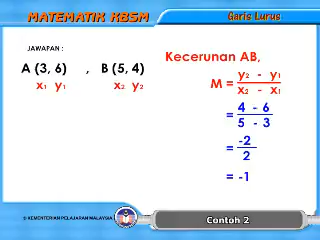 MATEMATIK KBSM
Garis Lurus
JAWAPAN :
A (3, 6) , B (5, 4)
x₁ y₁ x₂ y₂
Kecerunan AB,
M = y₂ - y₁
x₂ - x₁
= 4 - 6
5 - 3
= -2
2
= -1
© KEMENTERIAN PELAJARAN MALAYSIA
Contoh 2